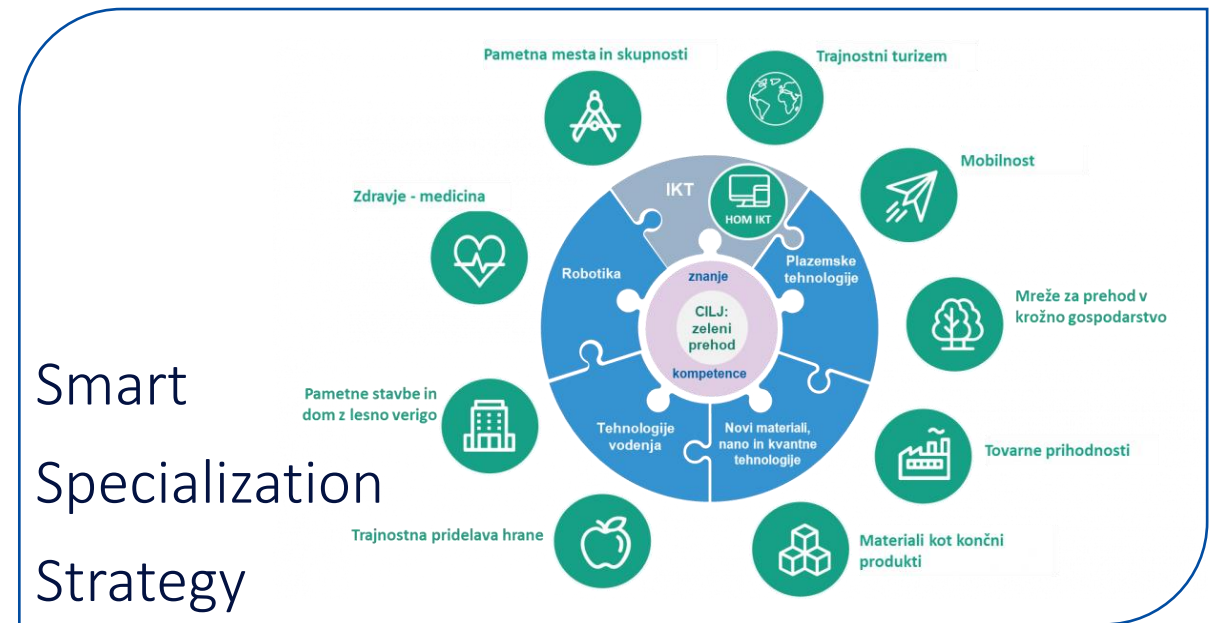 Smart
Specialization
Strategy
Pametna mesta in skupnosti
Trajnostni turizem
Mobilnost
Mreže za prehod v
krožno gospodarstvo
Tovarne prihodnosti
Materiali kot končni
produkti
Trajnostna pridelava hrane
Pametne stavbe in
dom z lesno verigo
Zdravje - medicina
IKT
HOM IKT
Plazemske
tehnologije
Novi materiali,
nano in kvantne
tehnologije
Tehnologije
vodenja
Robotika
znanje
CILJ:
zeleni
prehod
kompetence